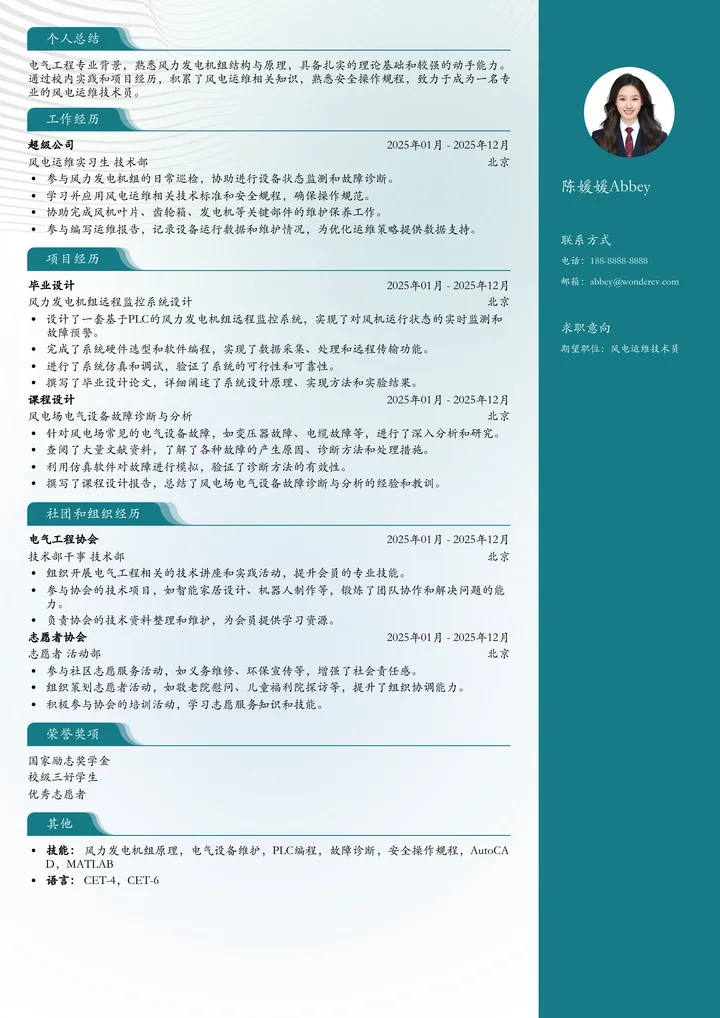 个人总结
电气工程专业背景，熟悉风力发电机组结构与原理，具备扎实的理论基础和较强的动手能力。
通过校内实践和项目经历，积累了风电运维相关知识，熟悉安全操作规程，致力于成为一名专
业的风电运维技术员。
工作经历
超级公司 2025年01月 - 2025年12月
风电运维实习生 技术部 北京
• 参与风力发电机组的日常巡检，协助进行设备状态监测和故障诊断。
• 学习并应用风电运维相关技术标准和安全规程，确保操作规范。
• 协助完成风机叶片、齿轮箱、发电机等关键部件的维护保养工作。
• 参与编写运维报告，记录设备运行数据和维护情况，为优化运维策略提供数据支持。
项目经历
毕业设计 2025年01月 - 2025年12月
风力发电机组远程监控系统设计 北京
• 设计了一套基于PLC的风力发电机组远程监控系统，实现了对风机运行状态的实时监测和
故障预警。
• 完成了系统硬件选型和软件编程，实现了数据采集、处理和远程传输功能。
• 进行了系统仿真和调试，验证了系统的可行性和可靠性。
• 撰写了毕业设计论文，详细阐述了系统设计原理、实现方法和实验结果。
课程设计 2025年01月 - 2025年12月
风电场电气设备故障诊断与分析 北京
• 针对风电场常见的电气设备故障，如变压器故障、电缆故障等，进行了深入分析和研究。
• 查阅了大量文献资料，了解了各种故障的产生原因、诊断方法和处理措施。
• 利用仿真软件对故障进行模拟，验证了诊断方法的有效性。
• 撰写了课程设计报告，总结了风电场电气设备故障诊断与分析的经验和教训。
社团和组织经历
电气工程协会 2025年01月 - 2025年12月
技术部干事 技术部 北京
• 组织开展电气工程相关的技术讲座和实践活动，提升会员的专业技能。
• 参与协会的技术项目，如智能家居设计、机器人制作等，锻炼了团队协作和解决问题的能
力。
• 负责协会的技术资料整理和维护，为会员提供学习资源。
志愿者协会 2025年01月 - 2025年12月
志愿者 活动部 北京
• 参与社区志愿服务活动，如义务维修、环保宣传等，增强了社会责任感。
• 组织策划志愿者活动，如敬老院慰问、儿童福利院探访等，提升了组织协调能力。
• 积极参与协会的培训活动，学习志愿服务知识和技能。
荣誉奖项
国家励志奖学金
校级三好学生
优秀志愿者
其他
• 技能： 风力发电机组原理，电气设备维护，PLC编程，故障诊断，安全操作规程，AutoCA
D，MATLAB
• 语言： CET-4，CET-6
陈媛媛Abbey
联系方式
电话：188-8888-8888
邮箱：abbey@wondercv.com
求职意向
期望职位：风电运维技术员